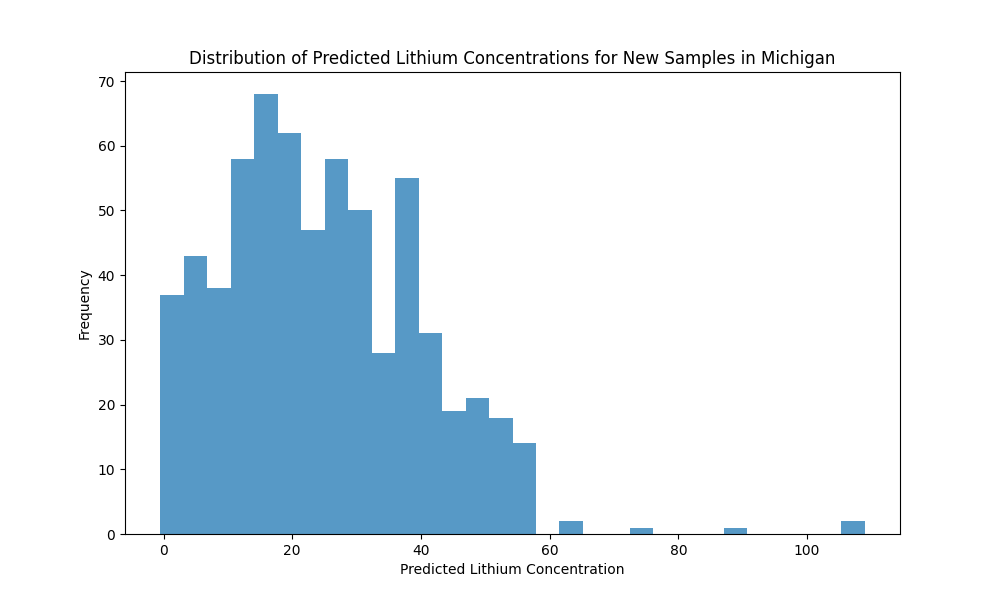 Distribution of Predicted Lithium Concentrations for New Samples in Michigan
70
60
50
40
30
20
10
0
Frequency
0 20 40 60 80 100
Predicted Lithium Concentration